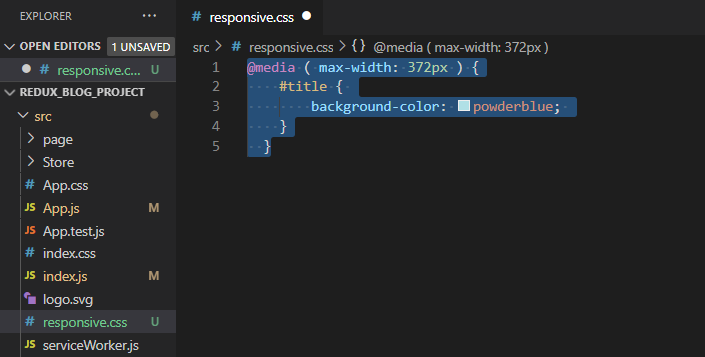 EXPLORER
...
OPEN EDITORS 1 UNSAVED
# responsive.c... U
REDUX_BLOG_PROJECT
src
page
Store
# App.css
JS App.js M
JS App.test.js
# index.css
JS index.js M
logo.svg
# responsive.css U
JS serviceWorker.js
# responsive.css
src > # responsive.css > {} @media ( max-width: 372px )
1 @media ( max-width: 372px ) {
2 #title {
3 background-color: powderblue;
4 }
5 }